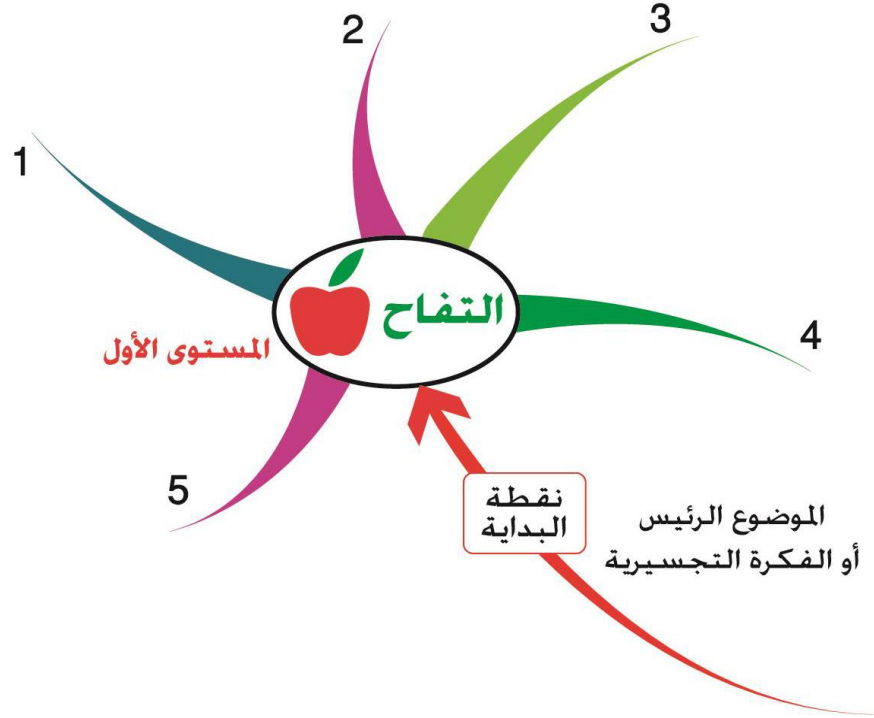 2
3
1
التفاح
المستوى الأول
4
5
نقطة
البداية
الموضوع الرئيس
أو الفكرة التجسيرية